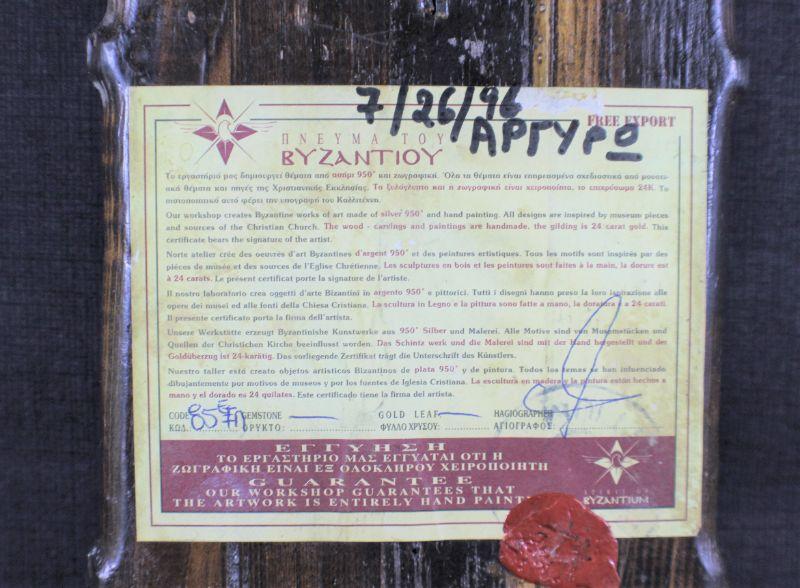 7/26/96
FREE EXPORT
ΑΡΓΥΡΩ
ΠΝΕΥΜΑ ΤΟΥ
ΒΥΖΑΝΤΙΟΥ
Το εργαστήριο μας δημιουργεί θέματα από ασήμι 950° και ζωγραφική. Όλα τα θέματα είναι επηρεασμένα σχεδιαστικά από μουσει-
ακά θέματα και πηγές της Χριστιανικής Εκκλησίας. Τα ξυλόγλυπτα και η ζωγραφική είναι χειροποίητα, το επιχρύσωμα 24Κ. Το
πιστοποιητικό αυτό φέρει την υπογραφή του Καλλιτέχνη.
Our workshop creates Byzantine works of art made of silver 950° and hand painting. All designs are inspired by museum pieces
and sources of the Christian Church. The wood - carvings and paintings are handmade, the gilding is 24 carat gold. This
certificate bears the signature of the artist.
Norte atelier crée des oeuvrés d'art Byzantines d'argent 950° et des peintures artistiques. Tous les motifs sont inspirés par des
pièces de musée et des sources de l'Eglise Chrétienne. Les sculptures en bois et les peintures sont faites à la main, la dorure est
à 24 carats. Le présent certificat porte la signature de l'artiste.
Il nostro laboratorio crea oggetti d'arte Bizantini in argento 950° e pittorici. Tutti i disegni hanno preso la loro ispirazione alle
opere dei musei ed alle fonti della Chiesa Cristiana. La scultura in Legno e la pittura sono fatte a mano, la doratura è a 24 carati.
Il presente certificato porta la firma dell'artista.
Unsere Werkstätte erzeugt Byzantinishe Kunstwerke aus 950° Silber und Malerei. Alle Motive sind von Museumstücken und
Quellen der Christichen Kirche beeinflusst worden. Das Schintz werk und die Malerei sind mit der Hand hergestellt und der
Goldüberzug ist 24-karätig. Das vorliegende Zertifikat trägt die Unterschrift des Künstlers.
Nuestro taller está creato objetos artisticos Bizantinos de plata 950° y de pintura. Todos los temas se han influenciado
dibujantemente por motivos de museos y por los fuentes de Iglesia Cristiana. La escultura en madera y la pintura están hechos a
mano y el dorado es 24 quilates. Este certificado tiene la firma del artista.
CODE GEMSTONE GOLD LEAF HAGIOGRAPHER
ΚΩΔ. 85 ΟΡΥΚΤΟ: ΦΥΛΛΟ ΧΡΥΣΟΥ: ΑΓΙΟΓΡΑΦΟΣ:
ΕΓΓΥΗΣΗ
ΤΟ ΕΡΓΑΣΤΗΡΙΟ ΜΑΣ ΕΓΓΥΑΤΑΙ ΟΤΙ Η
ΖΩΓΡΑΦΙΚΗ ΕΙΝΑΙ ΕΞ ΟΛΟΚΛΗΡΟΥ ΧΕΙΡΟΠΟΙΗΤΗ
GUARANTEE
OUR WORKSHOP GUARANTEES THAT
THE ARTWORK IS ENTIRELY HAND
BYZANTIUM